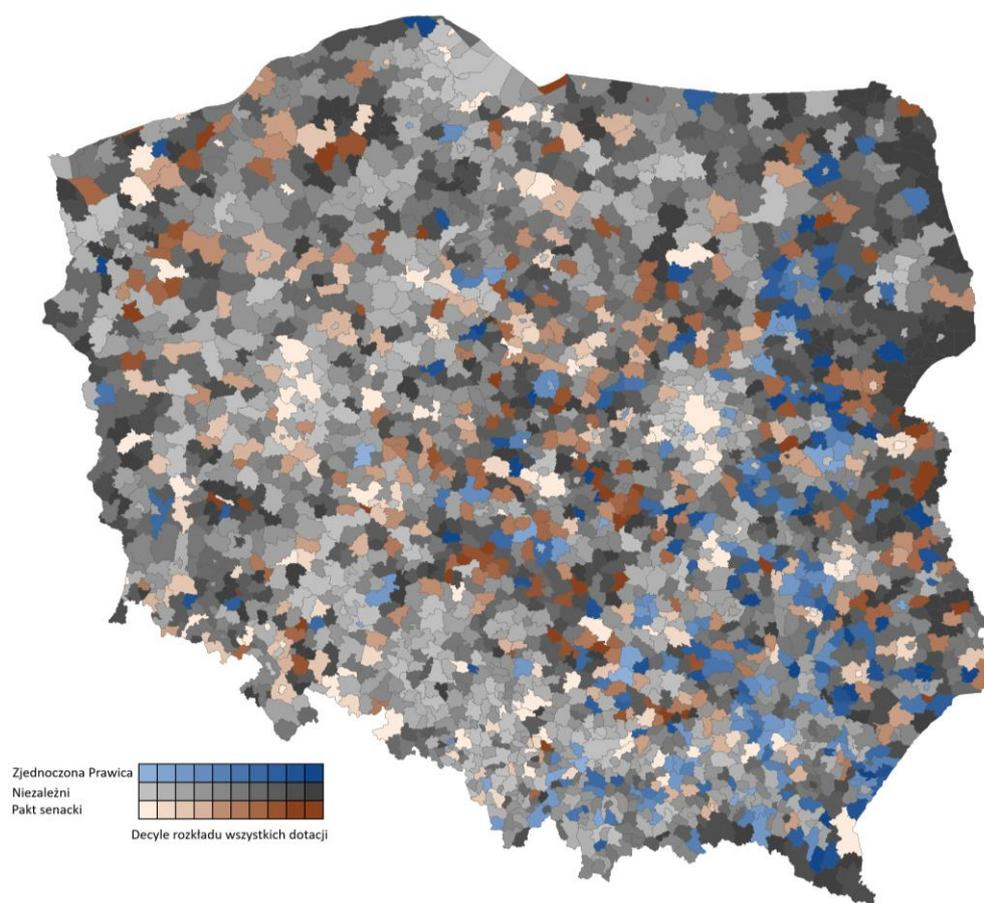 Zjednoczona Prawica
Niezależni
Pakt senacki
Decyle rozkładu wszystkich dotacji